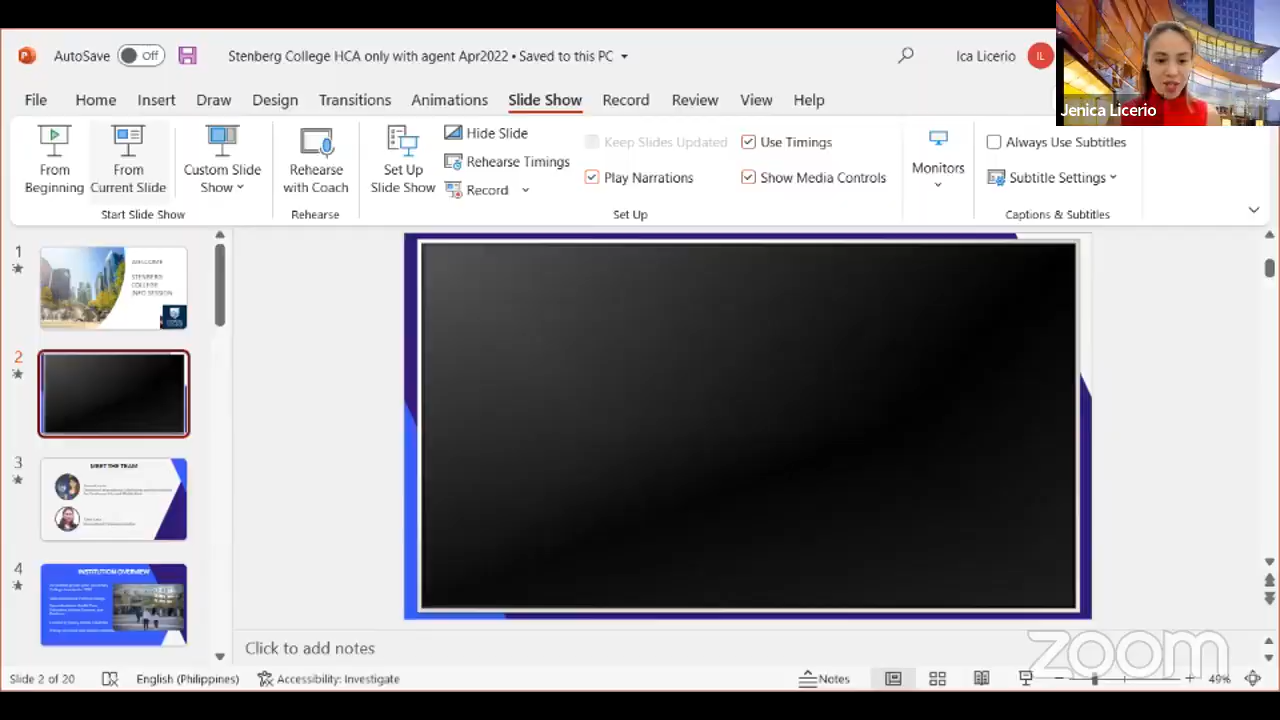 AutoSave
Off
Stenberg College HCA only with agent Apr2022 • Saved to this PC
Ica Licerio
IL
Jenica Licerio
File
Home
Insert
Draw
Design
Transitions
Animations
Slide Show
Record
Review
View
Help
From Beginning
From Current Slide
Custom Slide Show
Start Slide Show
Rehearse with Coach
Rehearse
Set Up Slide Show
Hide Slide
Rehearse Timings
Record
Keep Slides Updated
Play Narrations
Use Timings
Show Media Controls
Set Up
Monitors
Always Use Subtitles
Subtitle Settings
Captions & Subtitles
1
WELCOME
STENBERG
COLLEGE
INFO SESSION
2
3
MEET THE TEAM
4
INSTITUTION OVERVIEW
Click to add notes
Slide 2 of 20
English (Philippines)
Accessibility: Investigate
Notes
49%
zoom